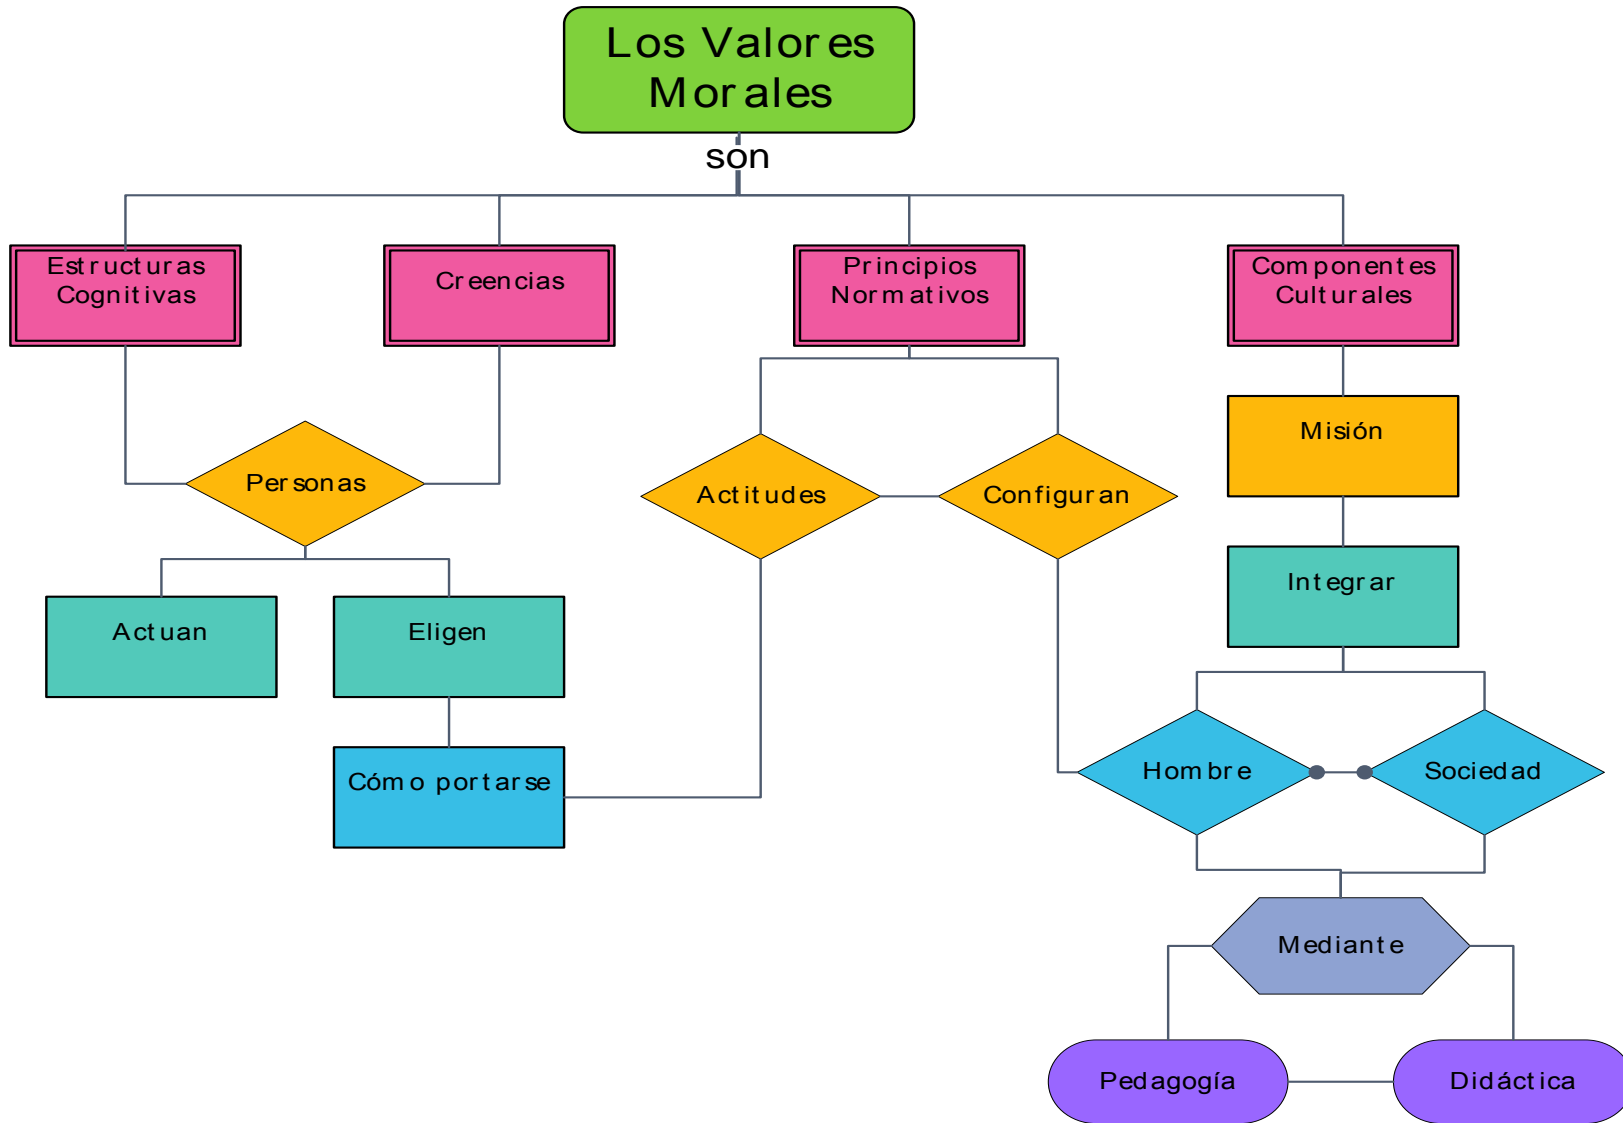 Los Valores
Morales
son
Estructuras
Cognitivas
Creencias
Principios
Normativos
Componentes
Culturales
Misión
Personas
Actitudes
Configuran
Integrar
Actuan
Eligen
Cómo portarse
Hombre
Sociedad
Mediante
Pedagogía
Didáctica